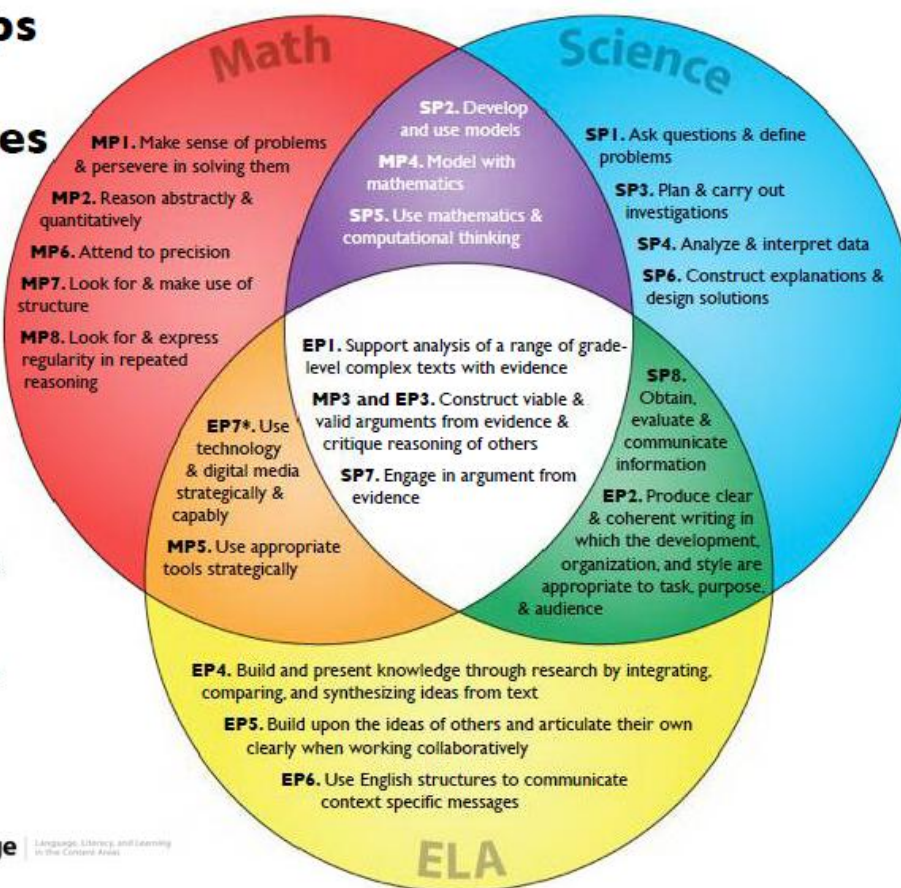 ps
es
Math
MP1. Make sense of problems
& persevere in solving them
MP2. Reason abstractly &
quantitatively
MP6. Attend to precision
MP7. Look for & make use of
structure
MP8. Look for & express
regularity in repeated
reasoning
SP2. Develop
and use models
MP4. Model with
mathematics
SP5. Use mathematics &
computational thinking
Science
SP1. Ask questions & define
problems
SP3. Plan & carry out
investigations
SP4. Analyze & interpret data
SP6. Construct explanations &
design solutions
EP1. Support analysis of a range of grade-
level complex texts with evidence
MP3 and EP3. Construct viable &
valid arguments from evidence &
critique reasoning of others
SP7. Engage in argument from
evidence
EP7*. Use
technology
& digital media
strategically &
capably
MP5. Use appropriate
tools strategically
SP8.
Obtain,
evaluate &
communicate
information
EP2. Produce clear
& coherent writing in
which the development,
organization, and style are
appropriate to task, purpose,
& audience
EP4. Build and present knowledge through research by integrating,
comparing, and synthesizing ideas from text
EP5. Build upon the ideas of others and articulate their own
clearly when working collaboratively
EP6. Use English structures to communicate
context specific messages
ELA
ge
Language, Literacy, and Learning
in the Content Areas